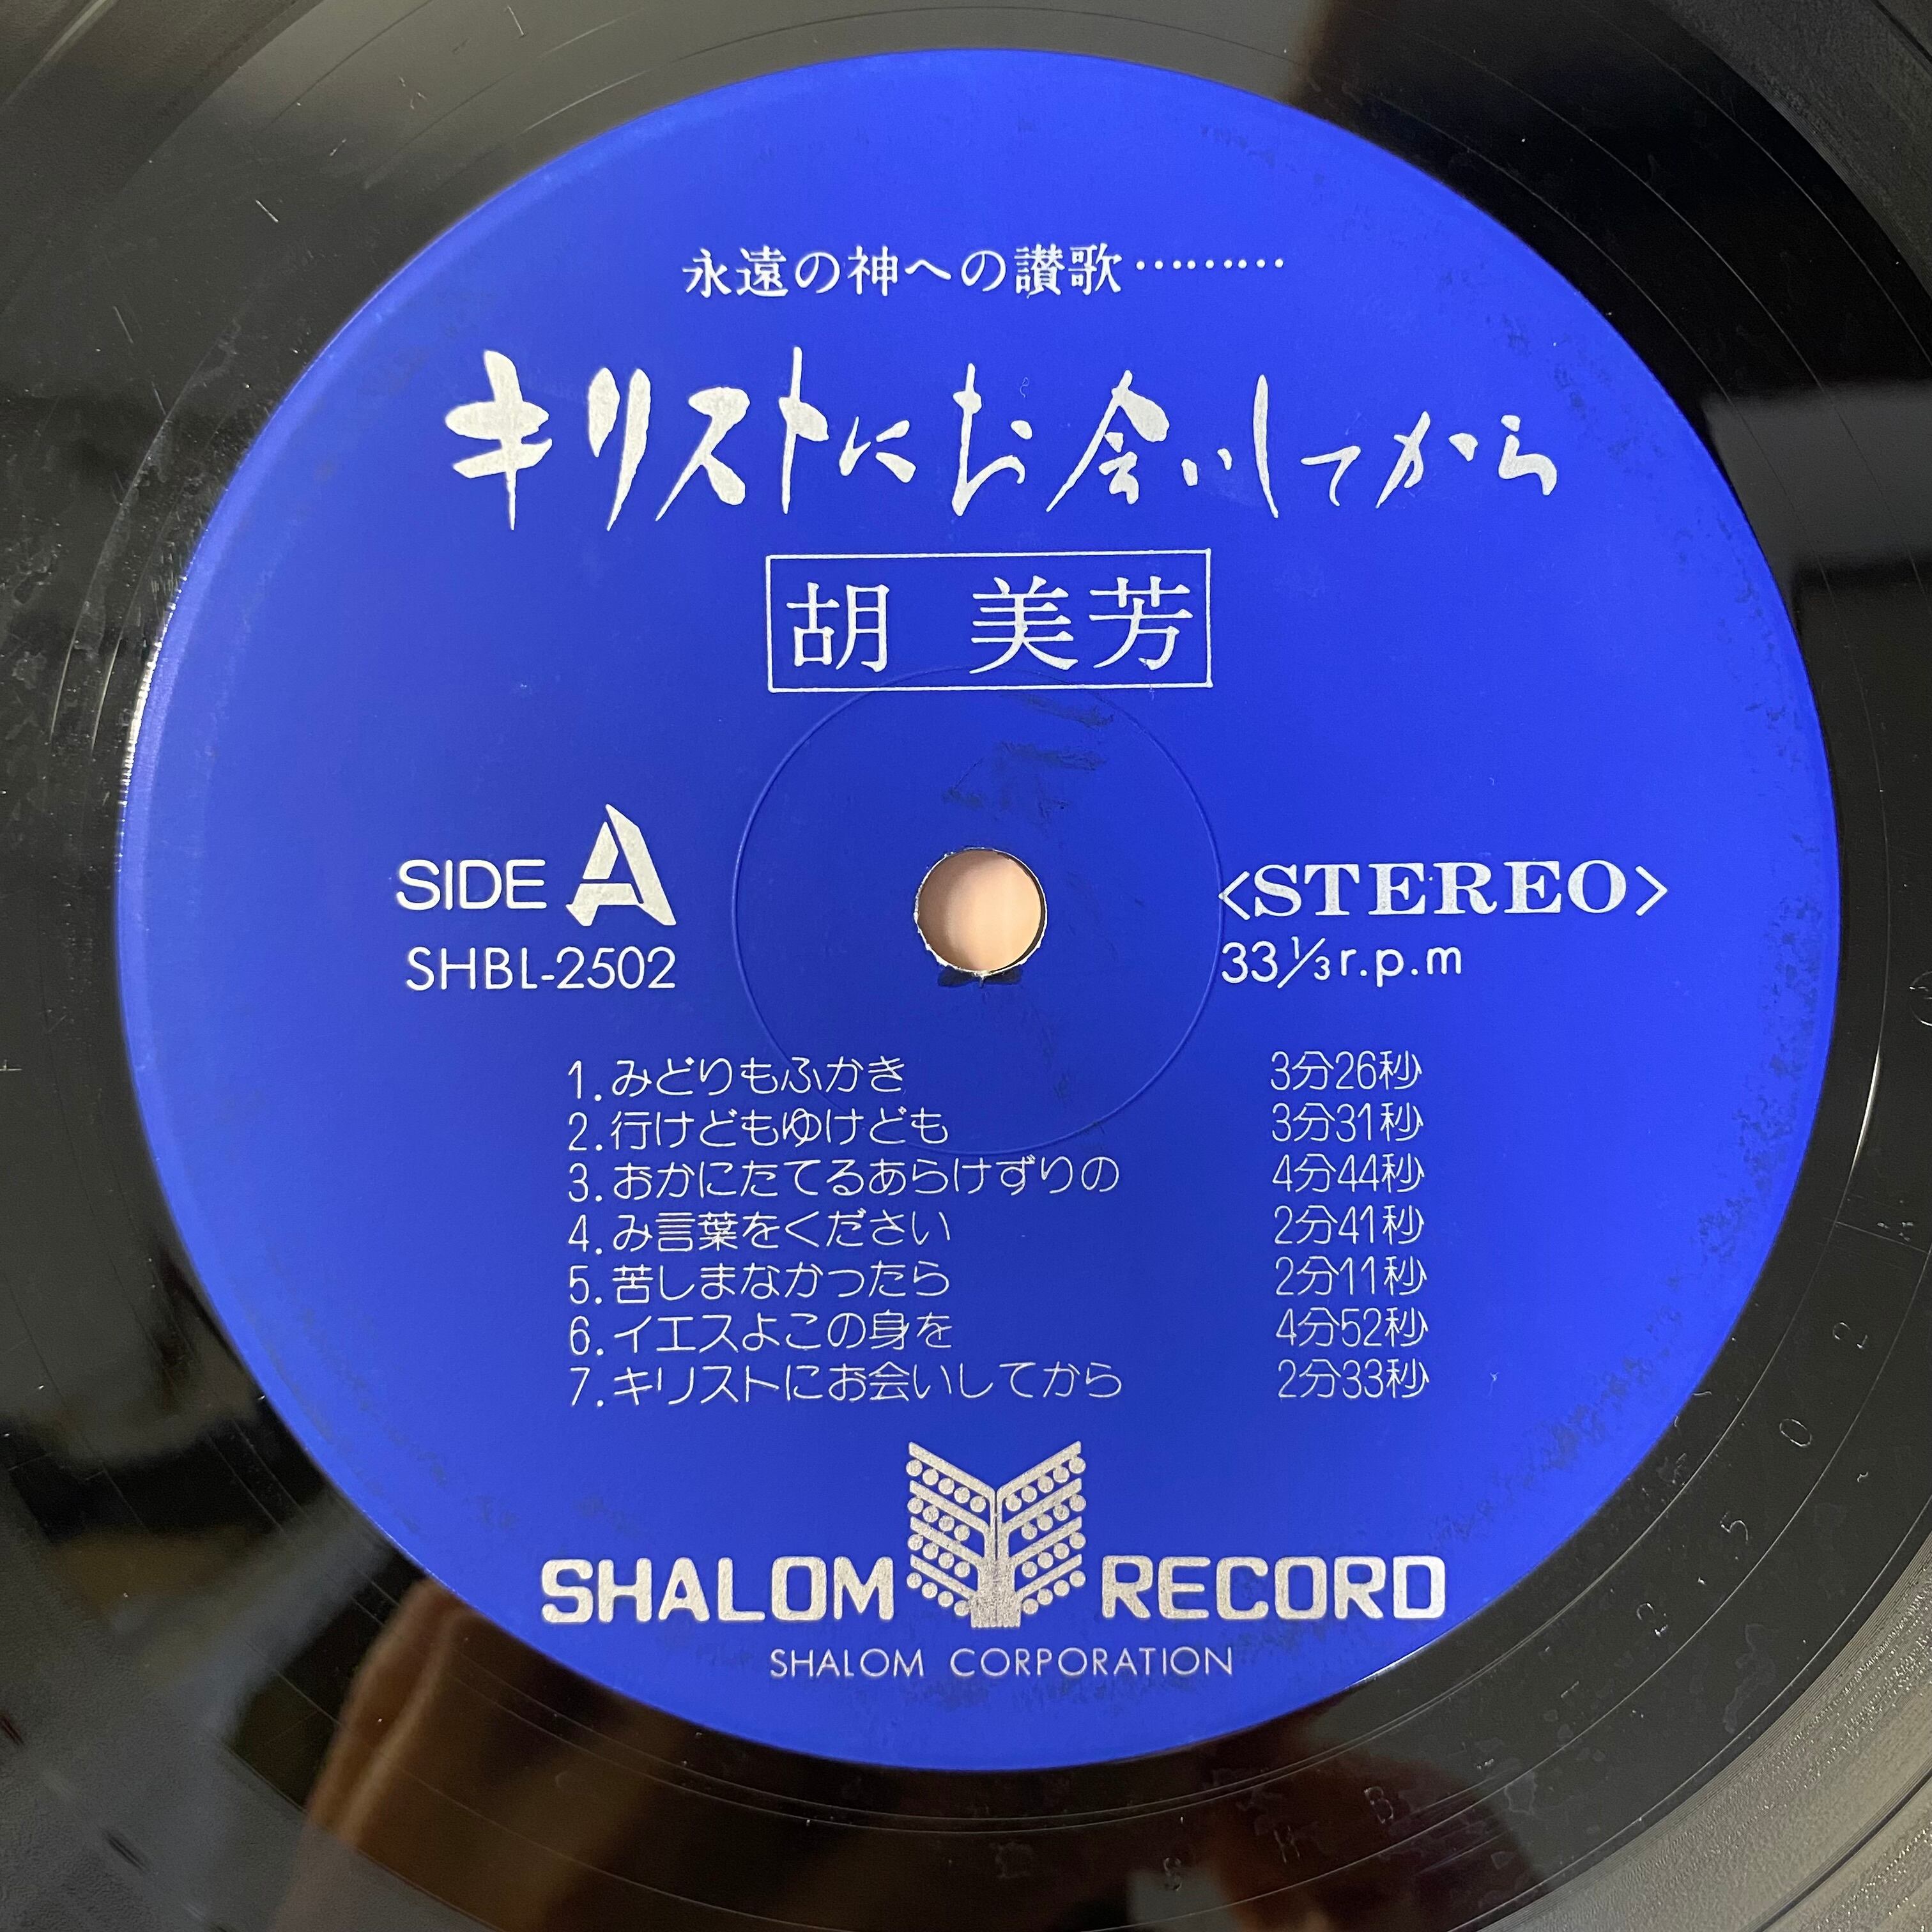 永遠の神への讃歌………
キリストにお会いしてから
胡 美芳
SIDE A
SHBL-2502
<STEREO>
33⅓r.p.m
1.みどりもふかき 3分26秒
2.行けどもゆけども 3分31秒
3.おかにたてるあらけずりの 4分44秒
4.み言葉をください 2分41秒
5.苦しまなかったら 2分11秒
6.イエスよこの身を 4分52秒
7.キリストにお会いしてから 2分33秒
SHALOM RECORD
SHALOM CORPORATION